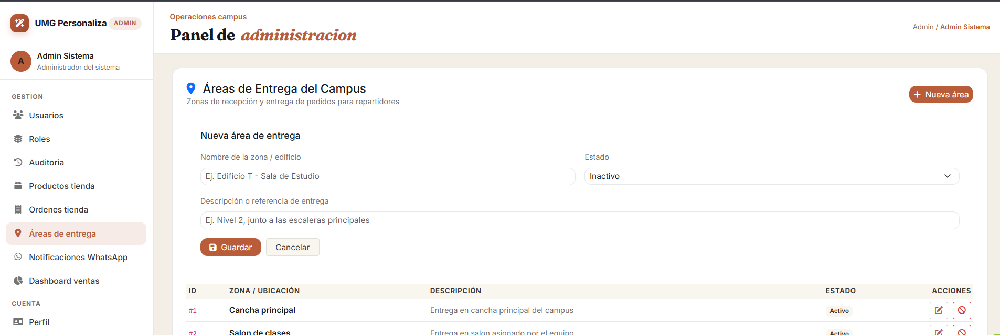 UMG Personaliza ADMIN
Admin Sistema
Administrador del sistema
GESTION
Usuarios
Roles
Auditoria
Productos tienda
Ordenes tienda
Áreas de entrega
Notificaciones WhatsApp
Dashboard ventas
CUENTA
Perfil
Operaciones campus
Panel de administracion
Admin / Admin Sistema
Áreas de Entrega del Campus
Zonas de recepción y entrega de pedidos para repartidores
Nueva área
Nueva área de entrega
Nombre de la zona / edificio
Estado
Ej. Edificio T - Sala de Estudio
Inactivo
Descripción o referencia de entrega
Ej. Nivel 2, junto a las escaleras principales
Guardar
Cancelar
ID ZONA / UBICACIÓN DESCRIPCIÓN ESTADO ACCIONES
#1 Cancha principal Entrega en cancha principal del campus Activo
#2 Salon de clases Entrega en salon asignado por el equipo Activo